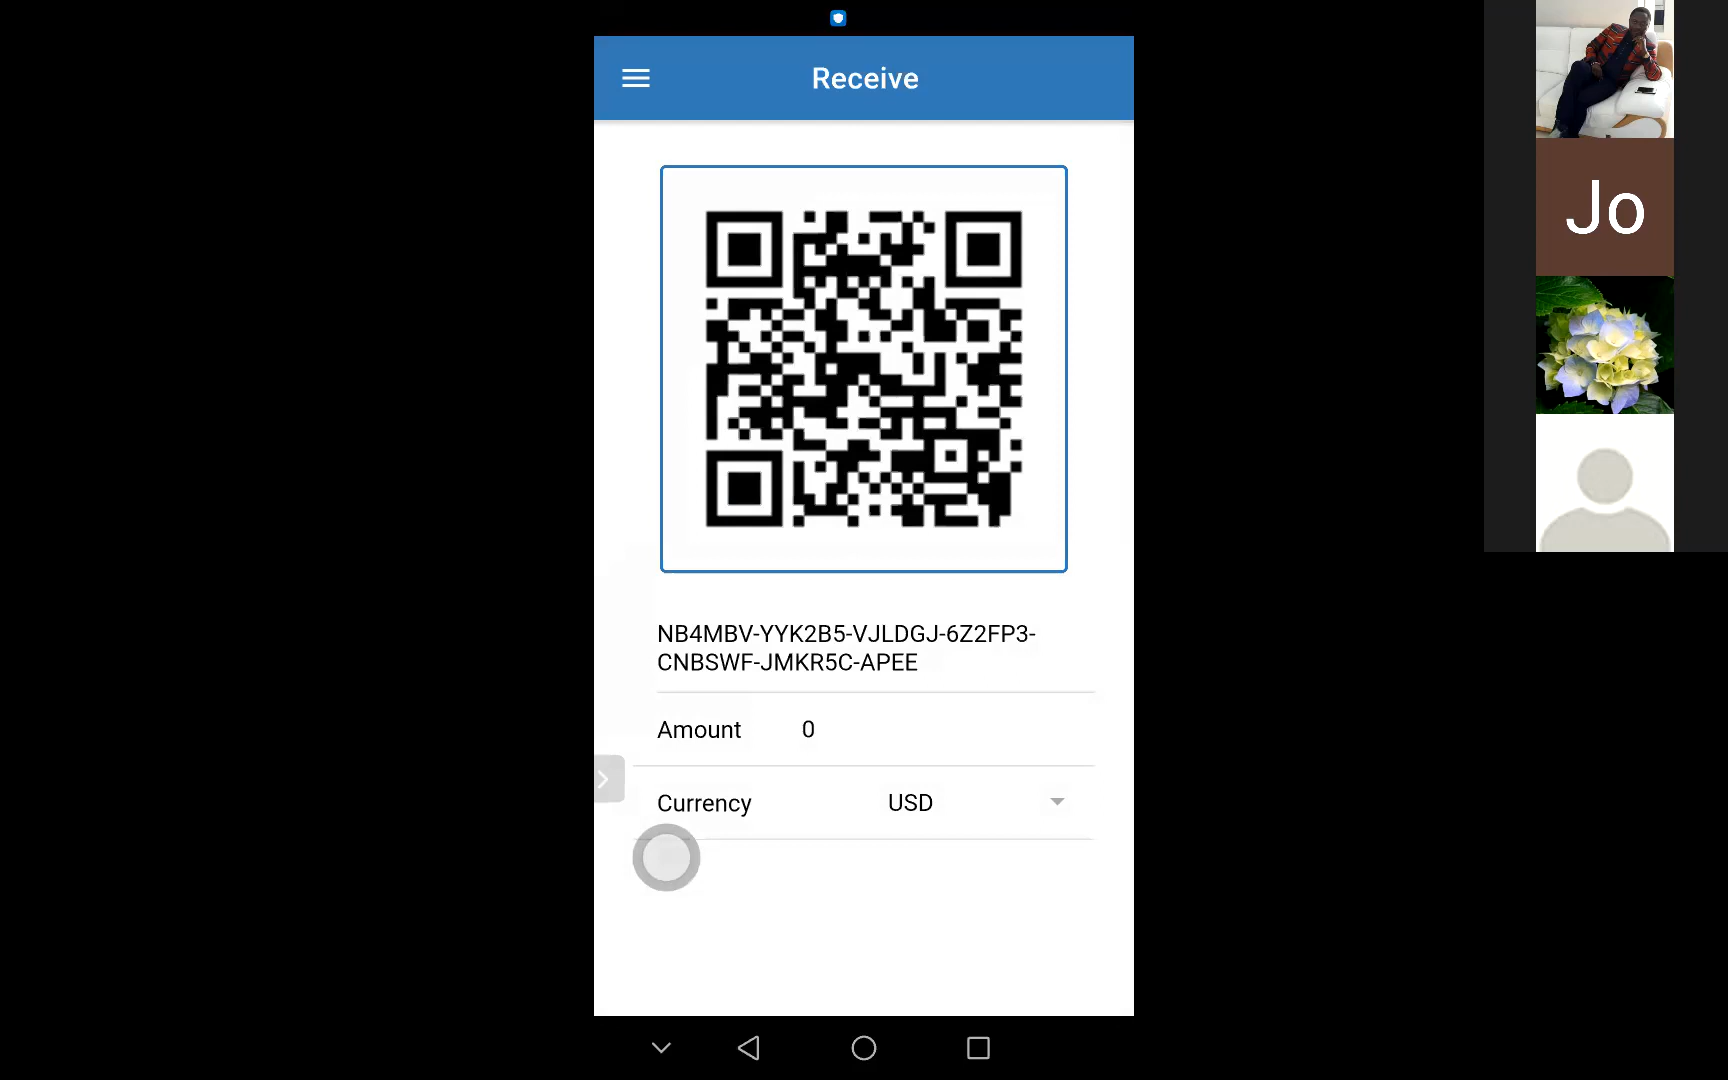 Receive
NB4MBV-YYK2B5-VJLDGJ-6Z2FP3-
CNBSWF-JMKR5C-APEE
Amount 0
Currency USD
Jo